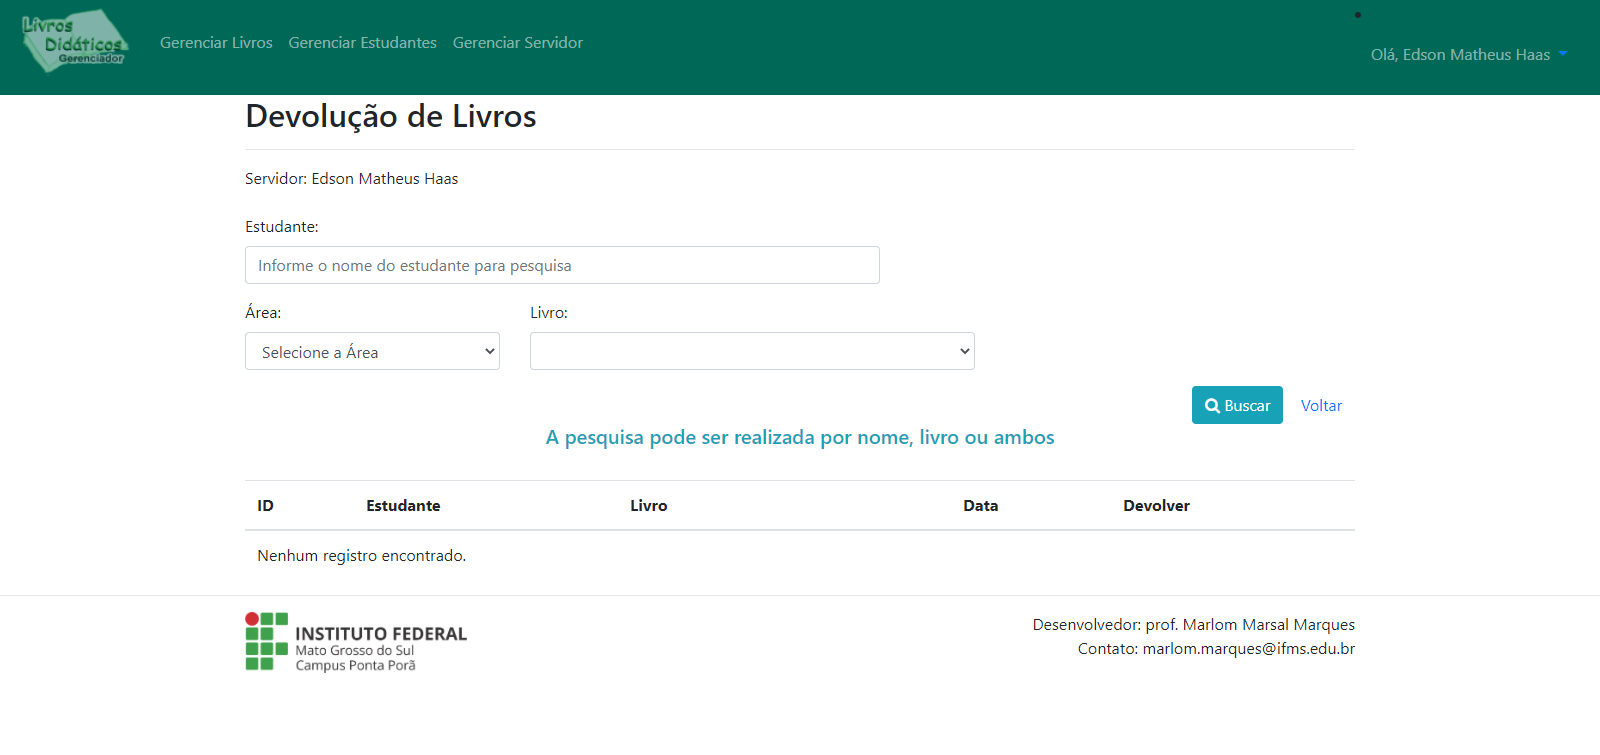 Livros
Didáticos
Gerenciador
Gerenciar Livros Gerenciar Estudantes Gerenciar Servidor
Olá, Edson Matheus Haas
Devolução de Livros
Servidor: Edson Matheus Haas
Estudante:
Informe o nome do estudante para pesquisa
Área: Livro:
Selecione a Área
Buscar Voltar
A pesquisa pode ser realizada por nome, livro ou ambos
ID Estudante Livro Data Devolver
Nenhum registro encontrado.
INSTITUTO FEDERAL
Mato Grosso do Sul
Campus Ponta Porã
Desenvolvedor: prof. Marlom Marsal Marques
Contato: marlom.marques@ifms.edu.br